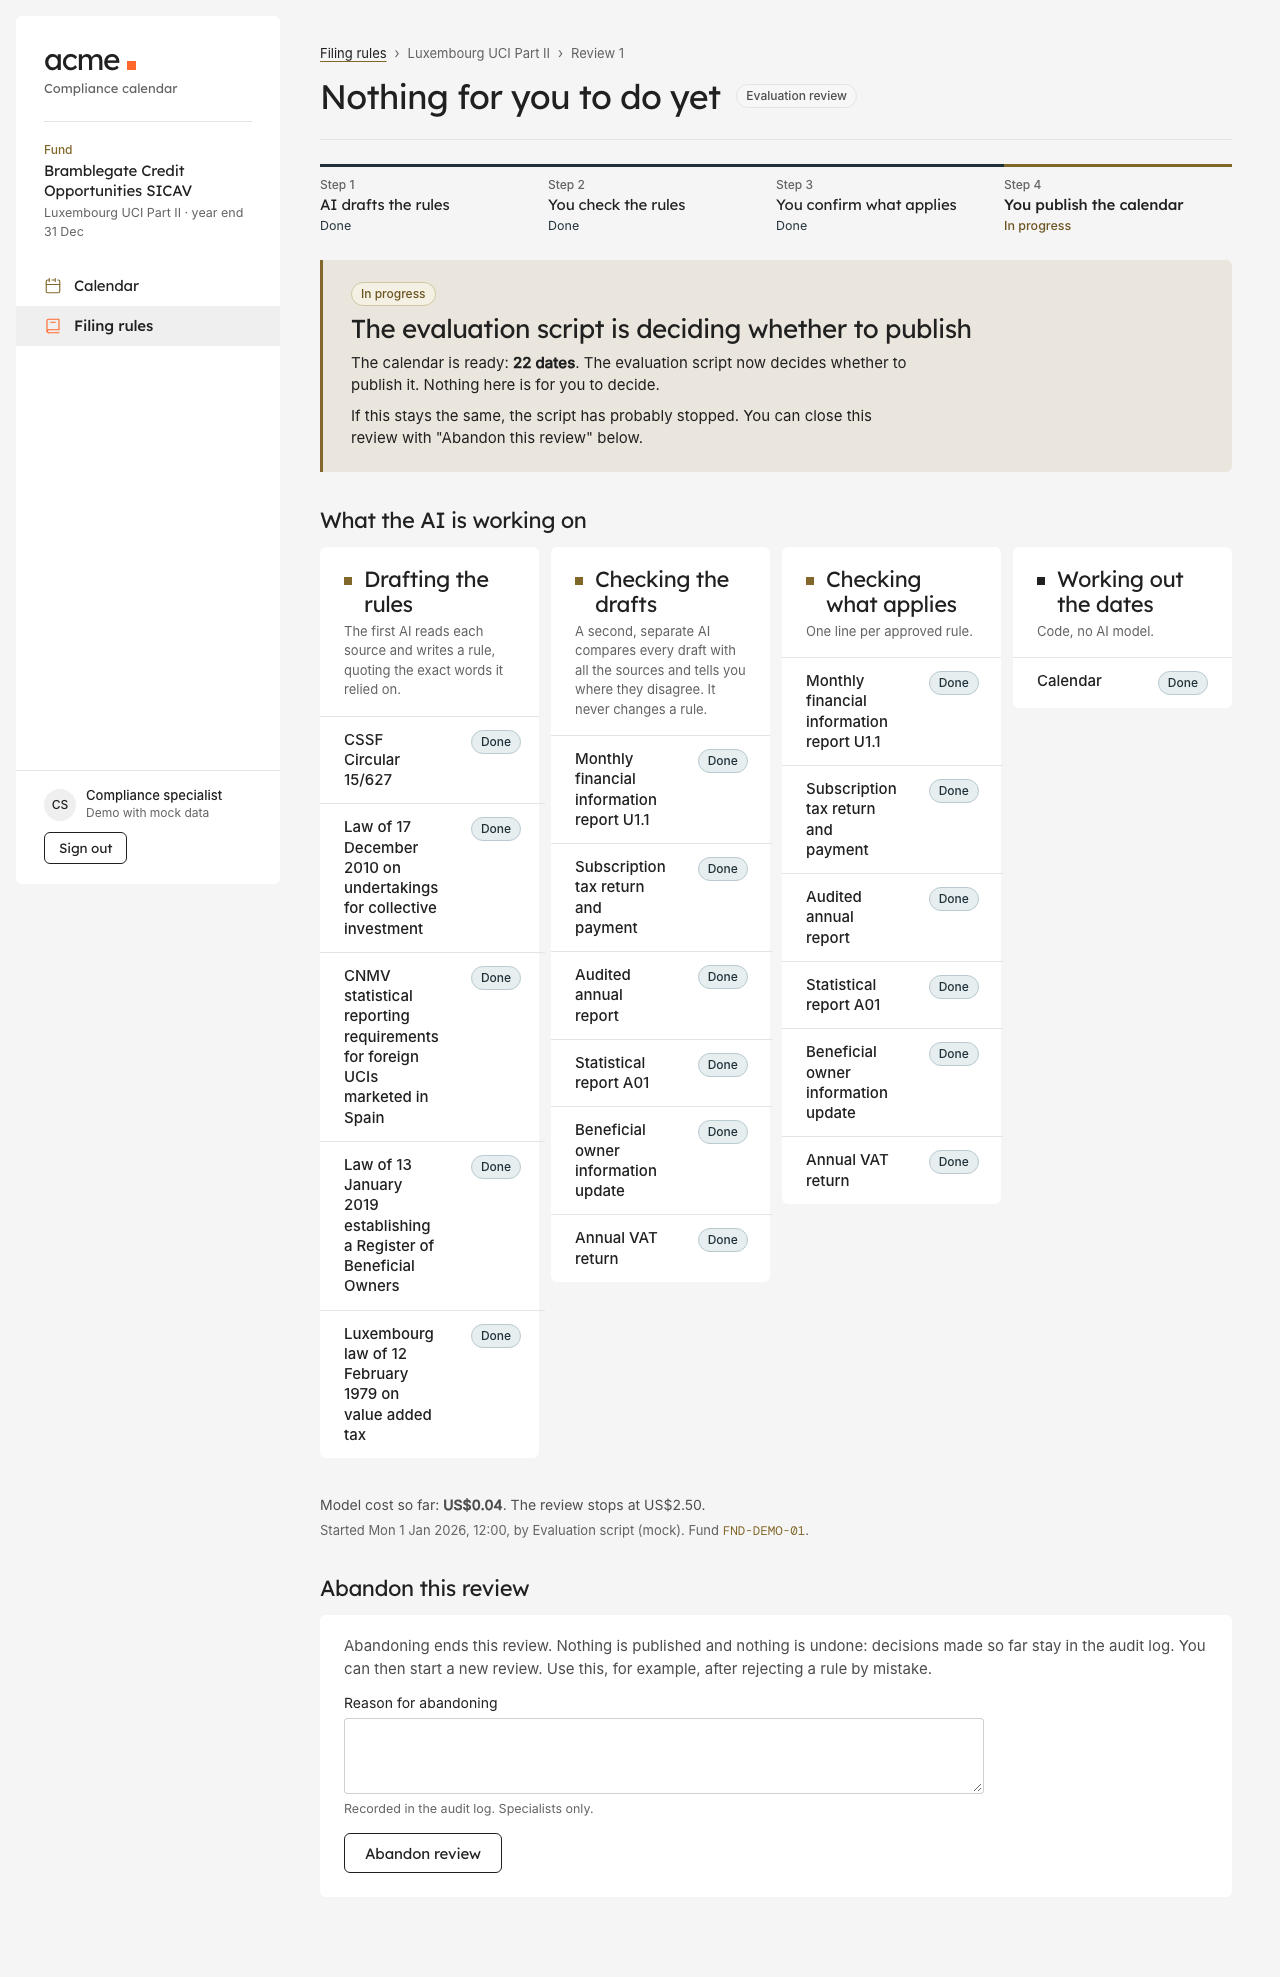 acme
Compliance calendar
Fund
Bramblegate Credit
Opportunities SICAV
Luxembourg UCI Part II · year end
31 Dec
Calendar
Filing rules
CS
Compliance specialist
Demo with mock data
Sign out
Filing rules › Luxembourg UCI Part II › Review 1
Nothing for you to do yet
Evaluation review
Step 1
AI drafts the rules
Done
Step 2
You check the rules
Done
Step 3
You confirm what applies
Done
Step 4
You publish the calendar
In progress
In progress
The evaluation script is deciding whether to publish
The calendar is ready: 22 dates. The evaluation script now decides whether to
publish it. Nothing here is for you to decide.
If this stays the same, the script has probably stopped. You can close this
review with "Abandon this review" below.
What the AI is working on
Drafting the
rules
The first AI reads each
source and writes a rule,
quoting the exact words it
relied on.
CSSF
Circular
15/627
Done
Law of 17
December
2010 on
undertakings
for collective
investment
Done
CNMV
statistical
reporting
requirements
for foreign
UCIs
marketed in
Spain
Done
Law of 13
January
2019
establishing
a Register of
Beneficial
Owners
Done
Luxembourg
law of 12
February
1979 on
value added
tax
Done
Checking the
drafts
A second, separate AI
compares every draft with
all the sources and tells you
where they disagree. It
never changes a rule.
Monthly
financial
information
report U1.1
Done
Subscription
tax return
and
payment
Done
Audited
annual
report
Done
Statistical
report A01
Done
Beneficial
owner
information
update
Done
Annual VAT
return
Done
Checking
what applies
One line per approved rule.
Monthly
financial
information
report U1.1
Done
Subscription
tax return
and
payment
Done
Audited
annual
report
Done
Statistical
report A01
Done
Beneficial
owner
information
update
Done
Annual VAT
return
Done
Working out
the dates
Code, no AI model.
Calendar
Done
Model cost so far: US$0.04. The review stops at US$2.50.
Started Mon 1 Jan 2026, 12:00, by Evaluation script (mock). Fund FND-DEMO-01.
Abandon this review
Abandoning ends this review. Nothing is published and nothing is undone: decisions made so far stay in the audit log. You
can then start a new review. Use this, for example, after rejecting a rule by mistake.
Reason for abandoning
Recorded in the audit log. Specialists only.
Abandon review